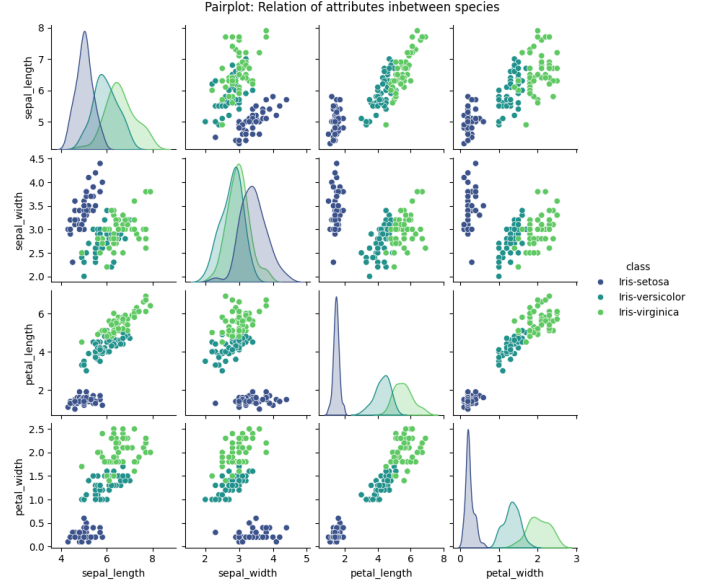 Pairplot: Relation of attributes inbetween species
sepal_length
8
7
6
5
sepal_width
4.5
4.0
3.5
3.0
2.5
2.0
petal_length
6
4
2
petal_width
2.5
2.0
1.5
1.0
0.5
0.0
4 6 8
2 3 4 5
2 4 6 8
0 1 2 3
sepal_length sepal_width petal_length petal_width
class
Iris-setosa
Iris-versicolor
Iris-virginica